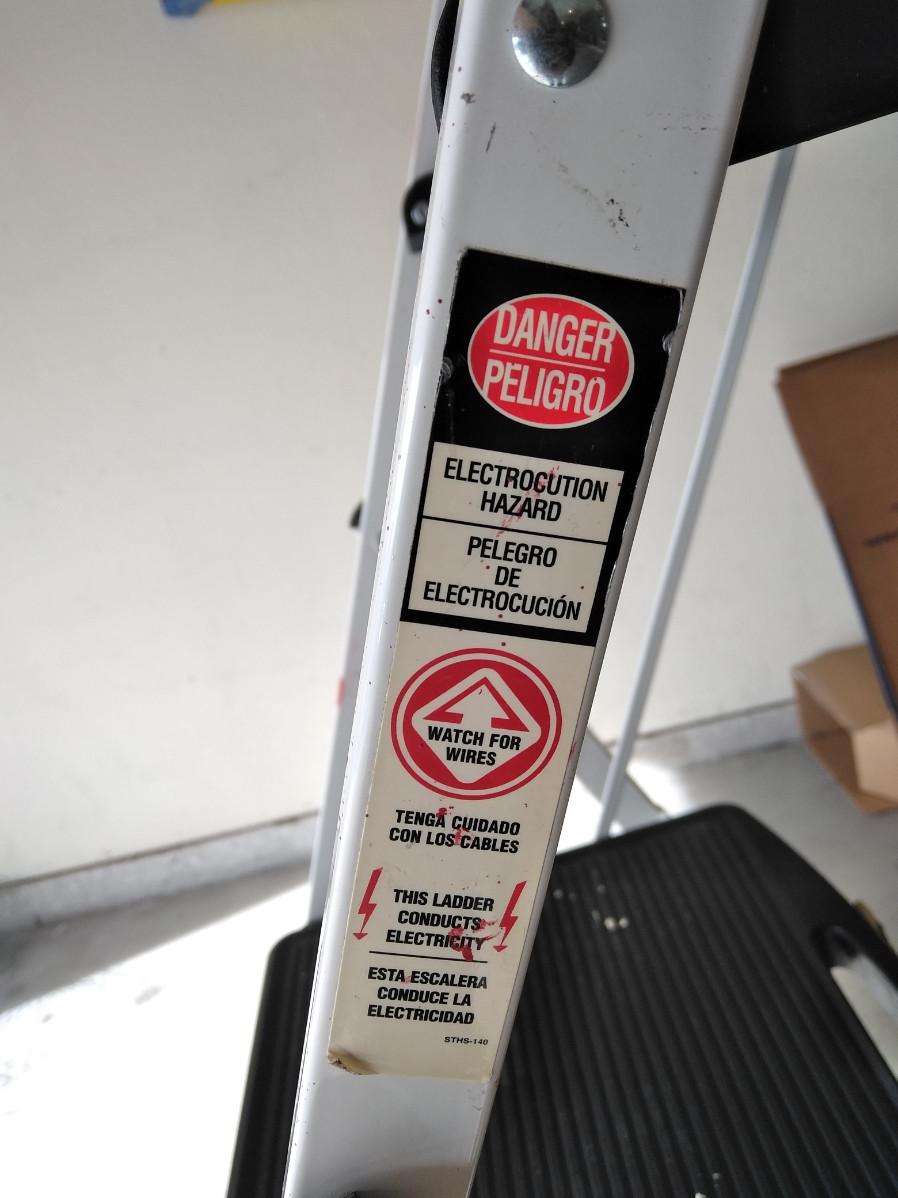 DANGER
PELIGRO
ELECTROCUTION
HAZARD
PELEGRO
DE
ELECTROCUCIÓN
WATCH FOR
WIRES
TENGA CUIDADO
CON LOS CABLES
THIS LADDER
CONDUCTS
ELECTRICITY
ESTA ESCALERA
CONDUCE LA
ELECTRICIDAD
STHS-140